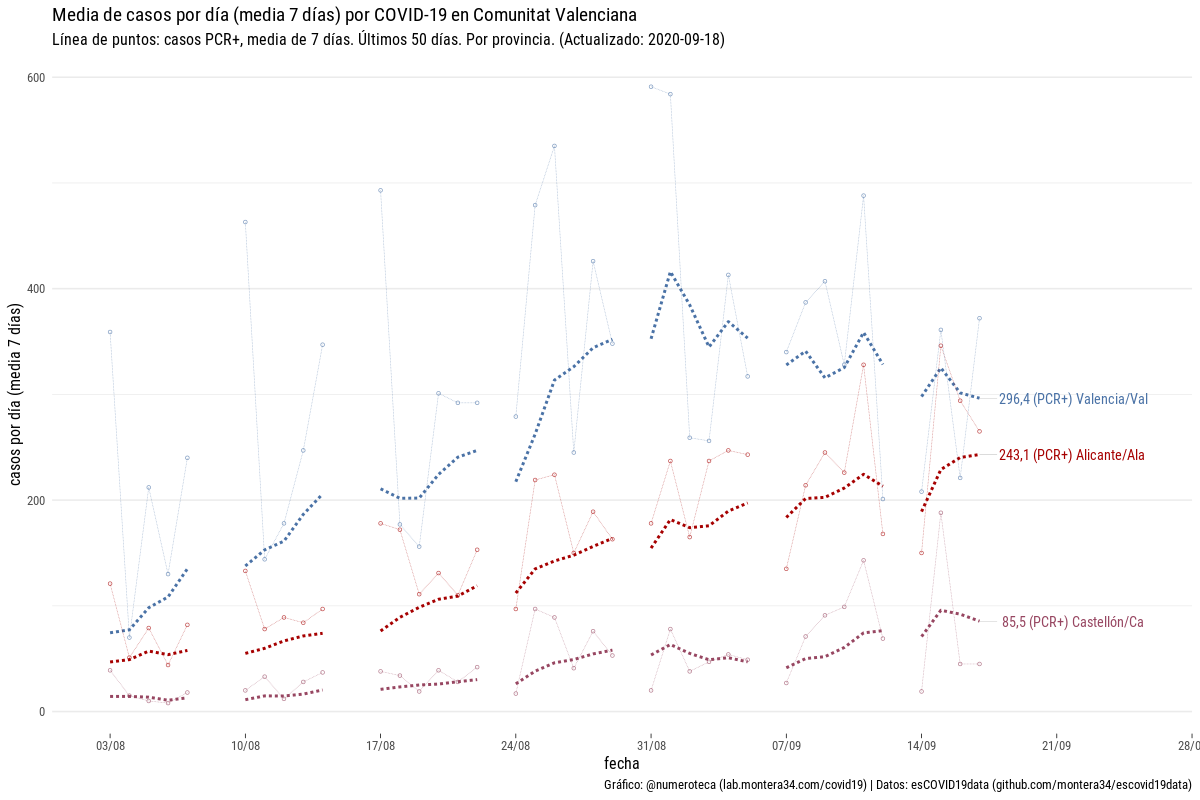 Media de casos por día (media 7 días) por COVID-19 en Comunitat Valenciana
Línea de puntos: casos PCR+, media de 7 días. Últimos 50 días. Por provincia. (Actualizado: 2020-09-18)
casos por día (media 7 días)
600
400
200
0
296,4 (PCR+) Valencia/Val
243,1 (PCR+) Alicante/Ala
85,5 (PCR+) Castellón/Ca
03/08 10/08 17/08 24/08 31/08 07/09 14/09 21/09 28/0
fecha
Gráfico: @numeroteca (lab.montera34.com/covid19) | Datos: esCOVID19data (github.com/montera34/escovid19data)